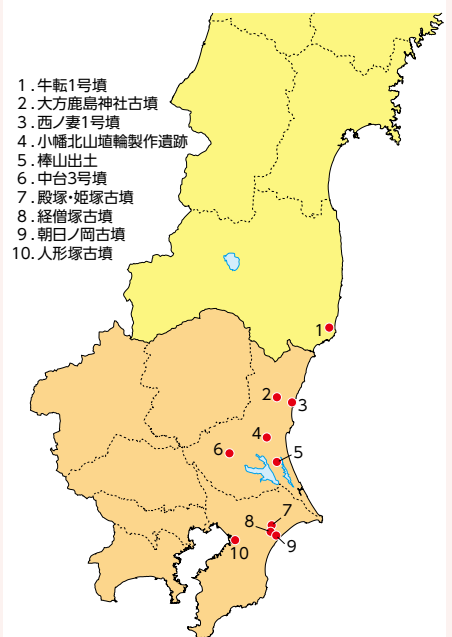 1.牛転1号墳
2.大方鹿島神社古墳
3.西ノ妻1号墳
4.小幡北山埴輪製作遺跡
5.棒山出土
6.中台3号墳
7.殿塚・姫塚古墳
8.経僧塚古墳
9.朝日ノ岡古墳
10.人形塚古墳
1
2
3
4
5
6
7
8
9
10